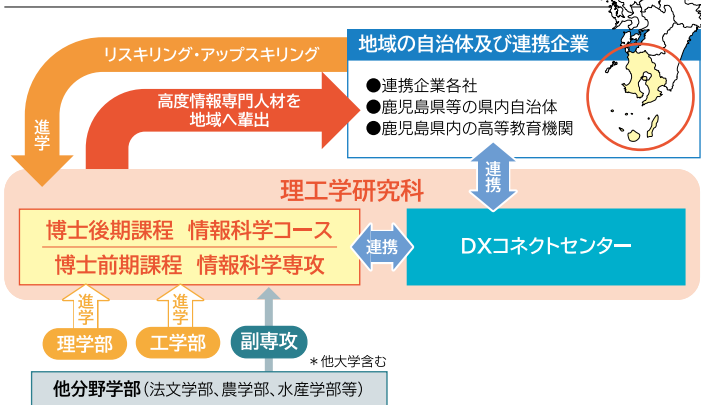 リスキリング・アップスキリング
地域の自治体及び連携企業
高度情報専門人材を
地域へ輩出
●連携企業各社
●鹿児島県等の県内自治体
●鹿児島県内の高等教育機関
進学
連携
理工学研究科
博士後期課程 情報科学コース
博士前期課程 情報科学専攻
連携
DXコネクトセンター
進学
進学
理学部
工学部
副専攻
＊他大学含む
他分野学部(法文学部、農学部、水産学部等)